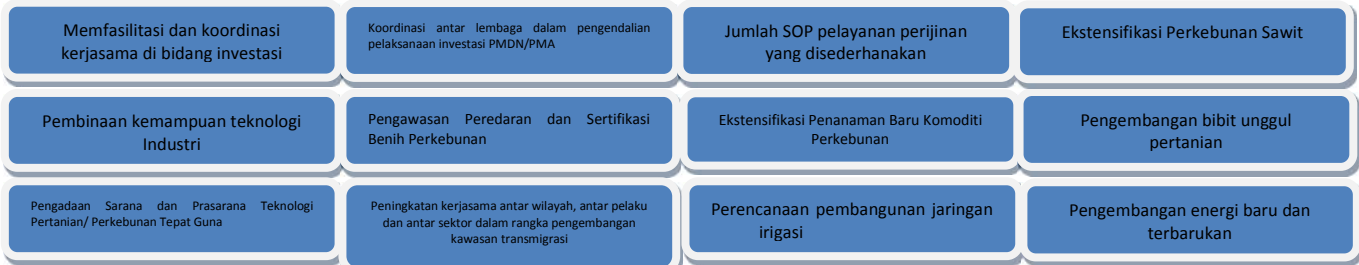 Memfasilitasi dan koordinasi
kerjasama di bidang investasi
Koordinasi antar lembaga dalam pengendalian
pelaksanaan investasi PMDN/PMA
Jumlah SOP pelayanan perijinan
yang disederhanakan
Ekstensifikasi Perkebunan Sawit
Pembinaan kemampuan teknologi
Industri
Pengawasan Peredaran dan Sertifikasi
Benih Perkebunan
Ekstensifikasi Penanaman Baru Komoditi
Perkebunan
Pengembangan bibit unggul
pertanian
Pengadaan Sarana dan Prasarana Teknologi
Pertanian/ Perkebunan Tepat Guna
Peningkatan kerjasama antar wilayah, antar pelaku
dan antar sektor dalam rangka pengembangan
kawasan transmigrasi
Perencanaan pembangunan jaringan
irigasi
Pengembangan energi baru dan
terbarukan